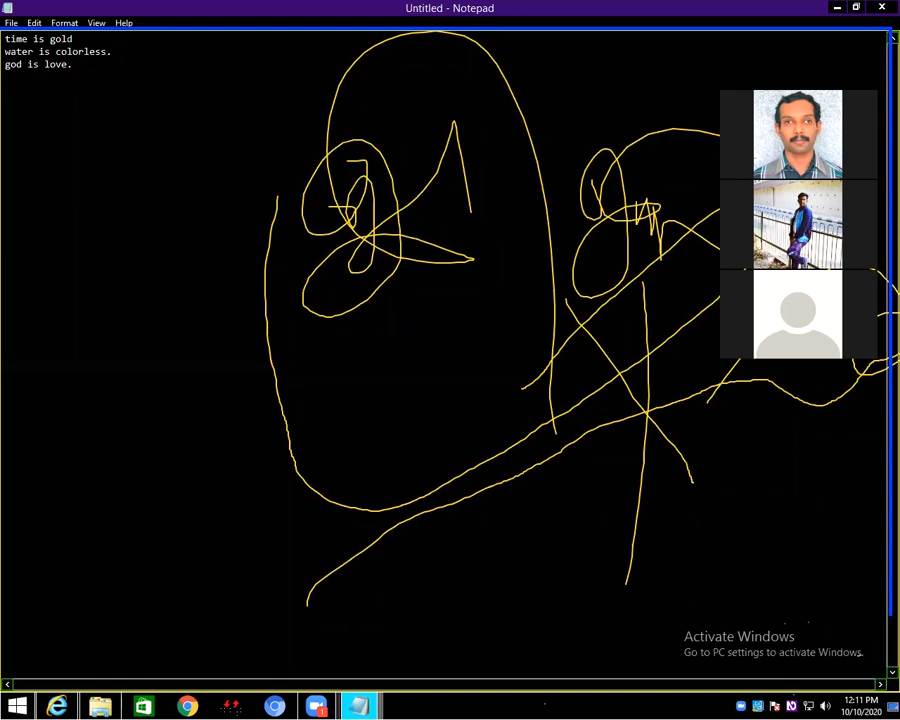 Untitled - Notepad
File Edit Format View Help
time is gold
water is colorless.
god is love.
Activate Windows
Go to PC settings to activate Windows.
12:11 PM
10/10/2020